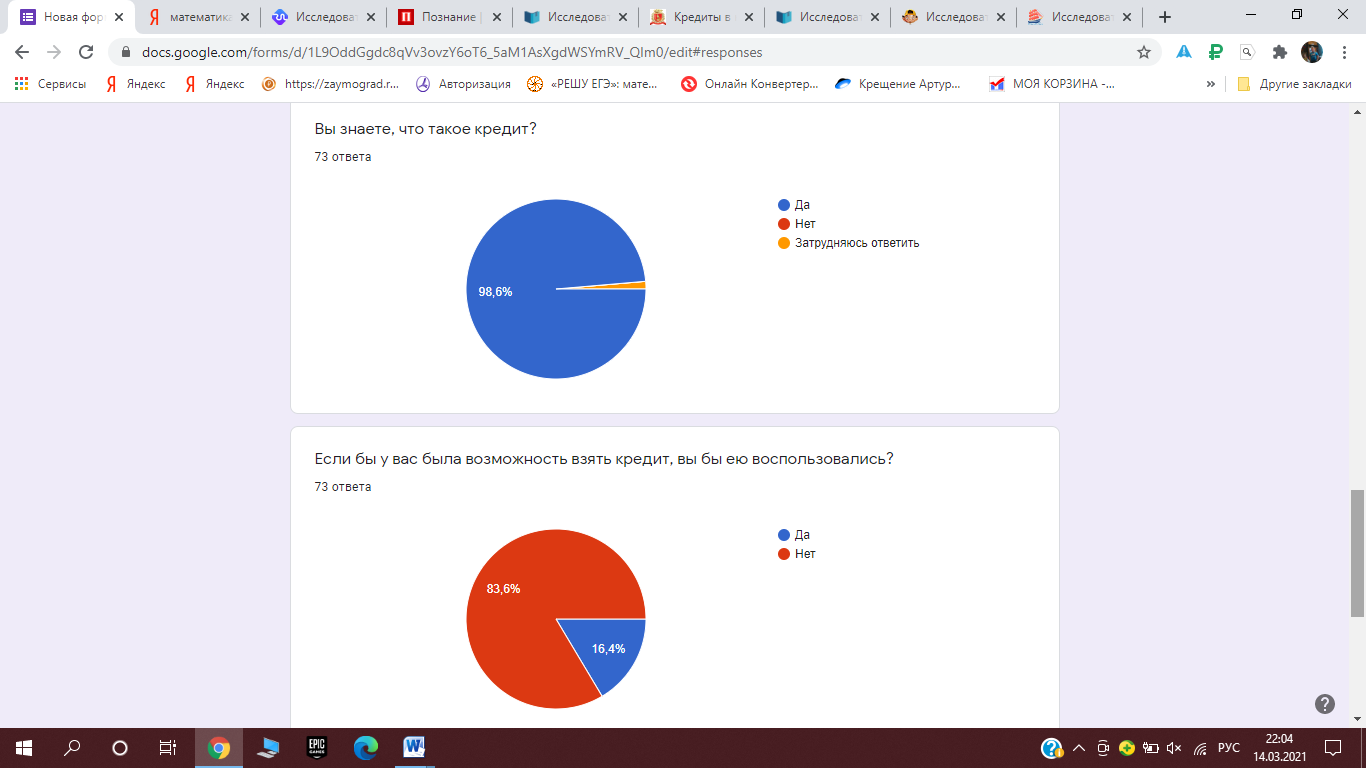 Новая фор
математика
Исследоват
Познание |
Исследоват
Кредиты в
Исследоват
Исследоват
Исследоват
docs.google.com/forms/d/1L9OddGgdc8qVv3ovzY6oT6_5aM1AsXgdWSYmRV_QIm0/edit#responses
Сервисы
Яндекс
Яндекс
https://zaymograd.r...
Авторизация
«РЕШУ ЕГЭ»: мате...
Онлайн Конвертер...
Крещение Артур...
МОЯ КОРЗИНА -...
»
Другие закладки
Вы знаете, что такое кредит?
73 ответа
Да
Нет
Затрудняюсь ответить
98,6%
Если бы у вас была возможность взять кредит, вы бы ею воспользовались?
73 ответа
Да
Нет
83,6%
16,4%
EPIC
GAMES
РУС
22:04
14.03.2021